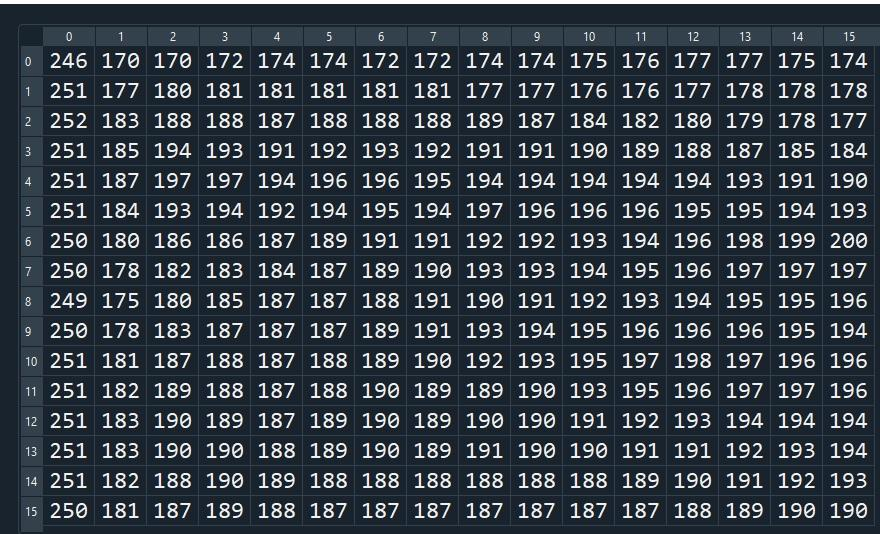 0 1 2 3 4 5 6 7 8 9 10 11 12 13 14 15
0 246 170 170 172 174 174 172 172 174 174 175 176 177 177 175 174
1 251 177 180 181 181 181 181 181 177 177 176 176 177 178 178 178
2 252 183 188 188 187 188 188 188 189 187 184 182 180 179 178 177
3 251 185 194 193 191 192 193 192 191 191 190 189 188 187 185 184
4 251 187 197 197 194 196 196 195 194 194 194 194 194 193 191 190
5 251 184 193 194 192 194 195 194 197 196 196 196 195 195 194 193
6 250 180 186 186 187 189 191 191 192 192 193 194 196 198 199 200
7 250 178 182 183 184 187 189 190 193 193 194 195 196 197 197 197
8 249 175 180 185 187 187 188 191 190 191 192 193 194 195 195 196
9 250 178 183 187 187 187 189 191 193 194 195 196 196 196 195 194
10 251 181 187 188 187 188 189 190 192 193 195 197 198 197 196 196
11 251 182 189 188 187 188 190 189 189 190 193 195 196 197 197 196
12 251 183 190 189 187 189 190 189 190 190 191 192 193 194 194 194
13 251 183 190 190 188 189 190 189 191 190 190 191 191 192 193 194
14 251 182 188 190 189 188 188 188 188 188 188 189 190 191 192 193
15 250 181 187 189 188 187 187 187 187 187 187 187 188 189 190 190